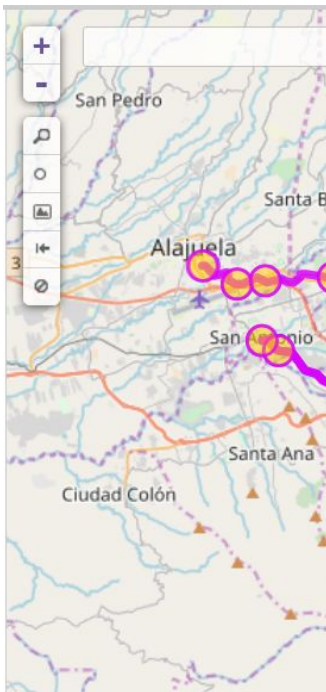 +
-
San Pedro
Santa B
Alajuela
3
San Antonio
Santa Ana
Ciudad Colón